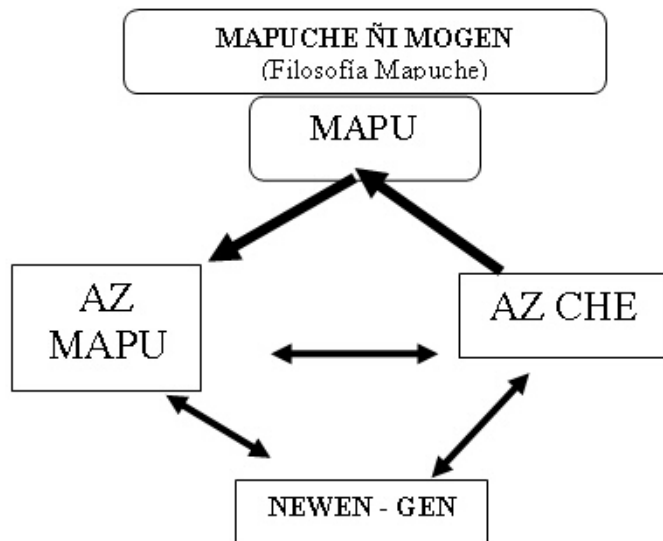 MAPUCHE ÑI MOGEN
(Filosofía Mapuche)
MAPU
AZ
MAPU
AZ CHE
NEWEN - GEN